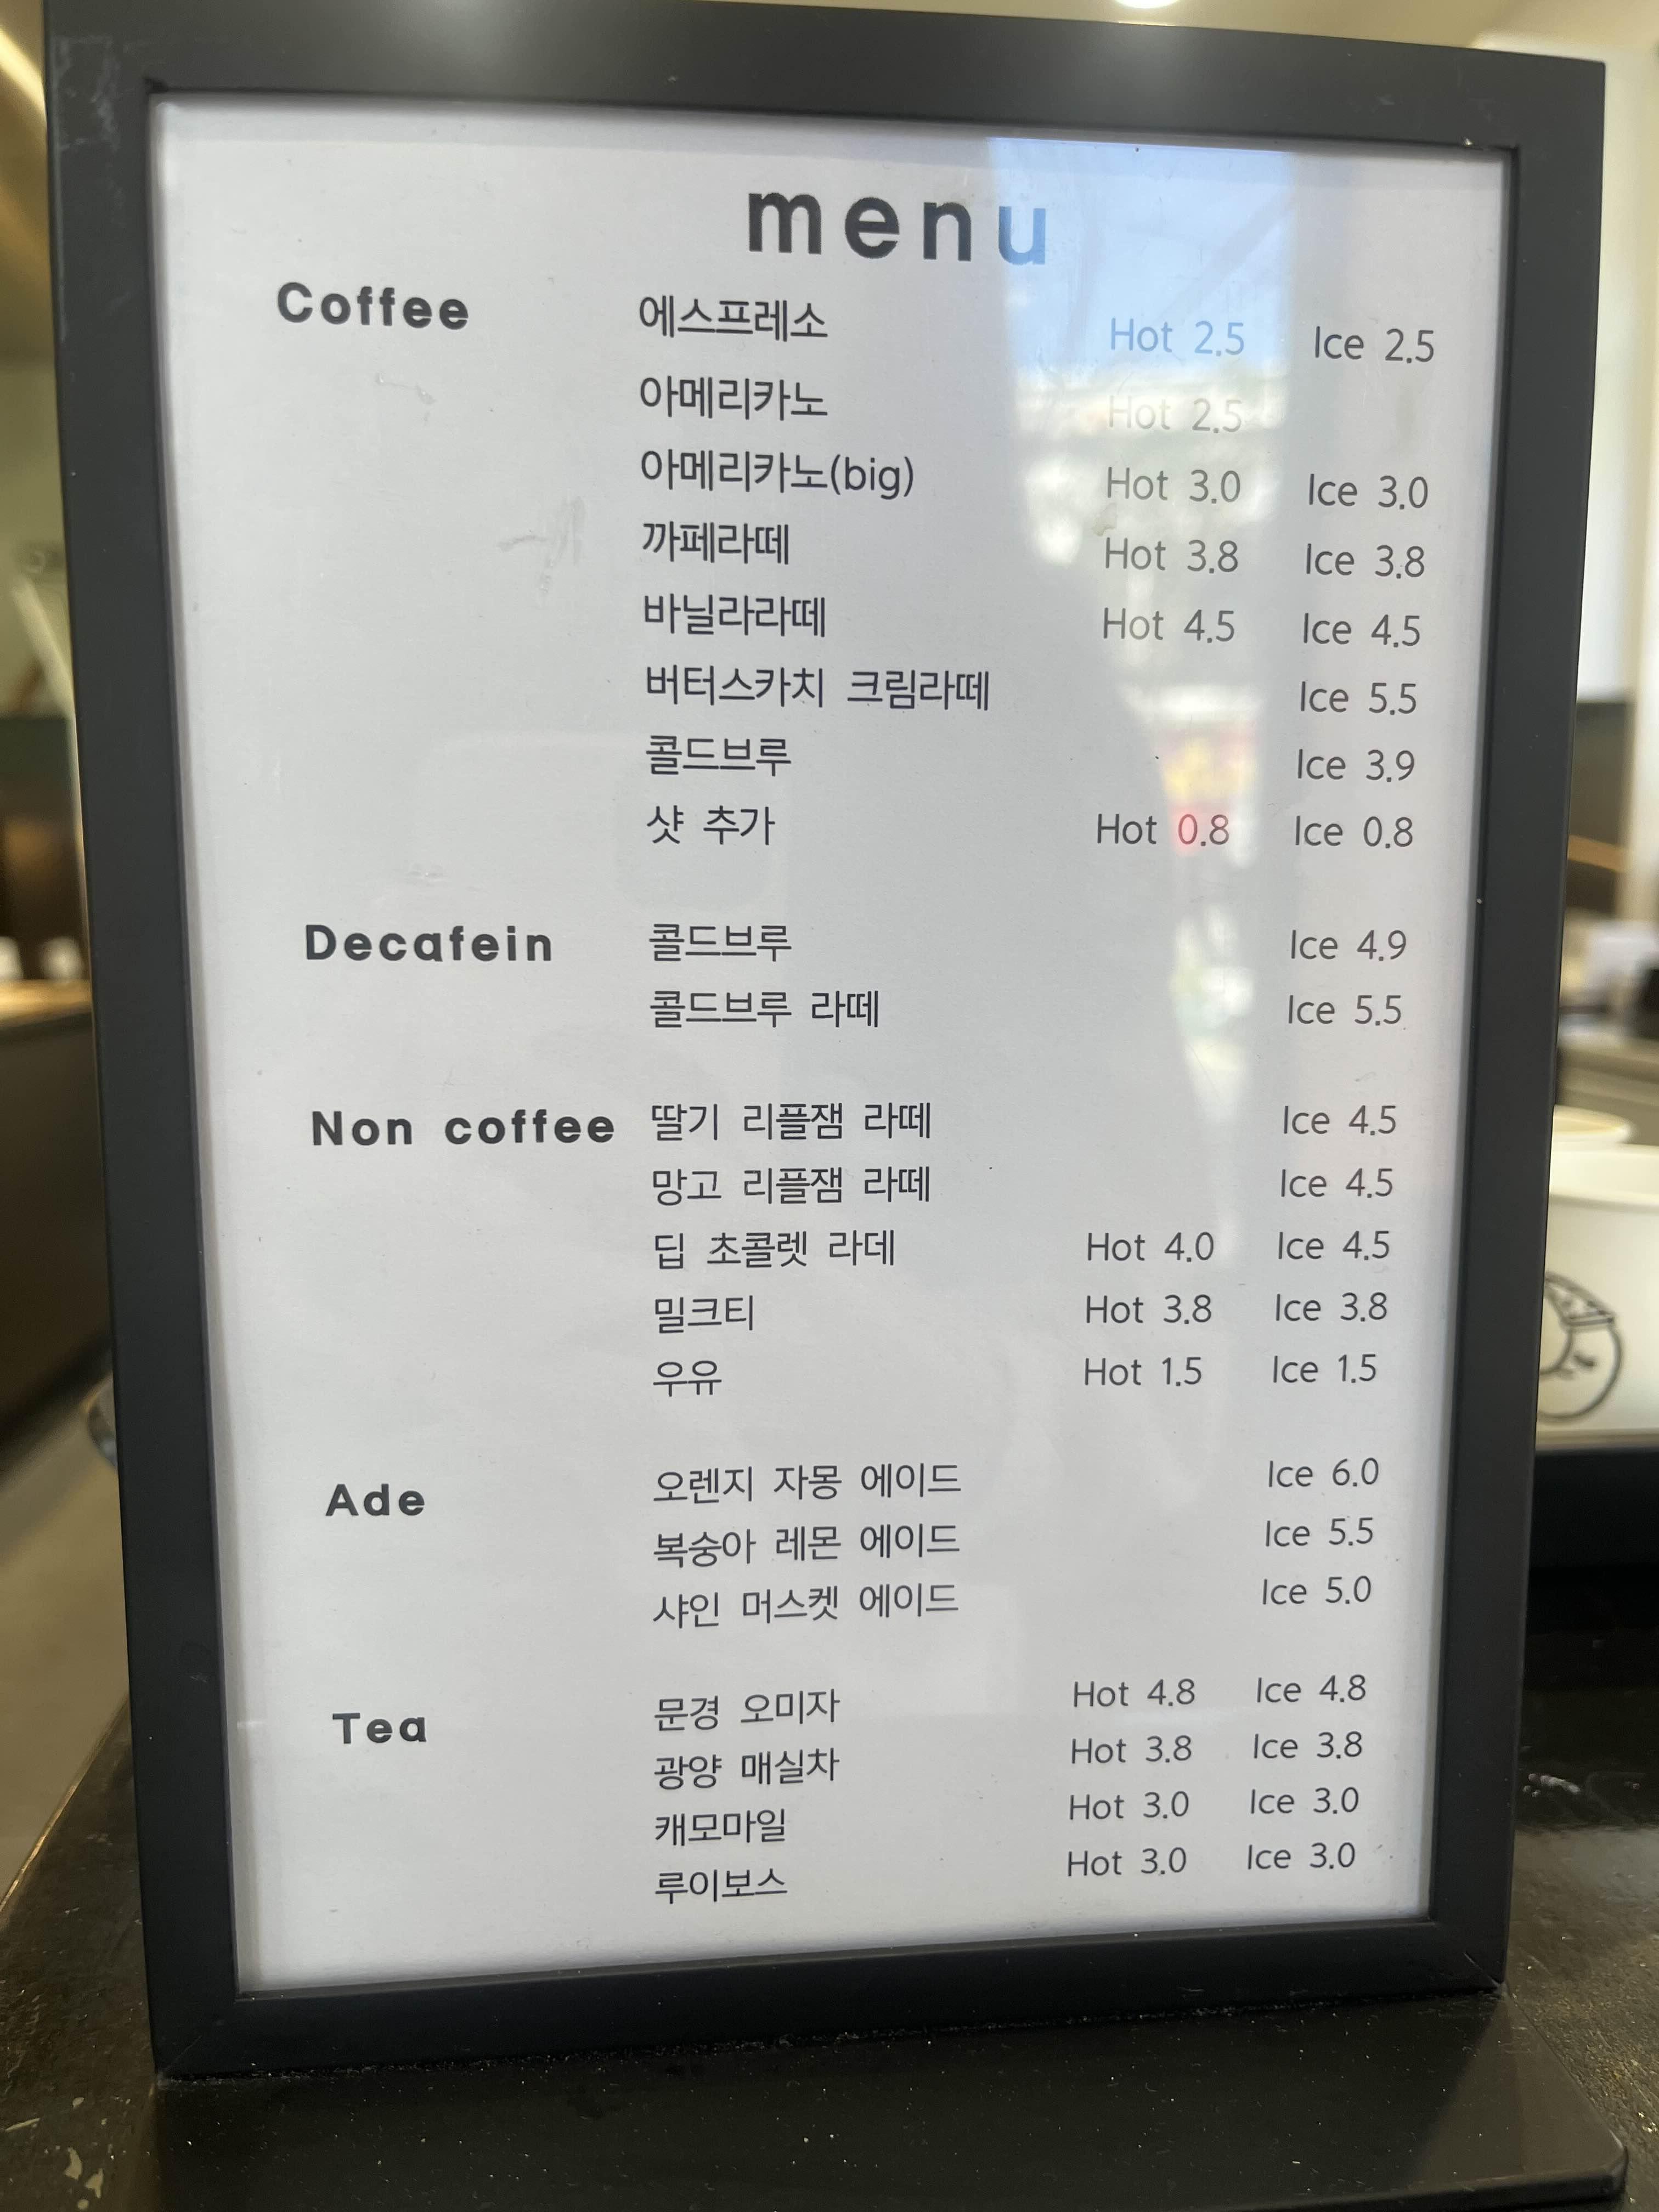 menu
Coffee 에스프레소 Hot 2.5 Ice 2.5
아메리카노 Hot 2.5
아메리카노(big) Hot 3.0 Ice 3.0
까페라떼 Hot 3.8 Ice 3.8
바닐라라떼 Hot 4.5 Ice 4.5
버터스카치 크림라떼 Ice 5.5
콜드브루 Ice 3.9
샷 추가 Hot 0.8 Ice 0.8
Decafein 콜드브루 Ice 4.9
콜드브루 라떼 Ice 5.5
Non coffee 딸기 리플잼 라떼 Ice 4.5
망고 리플잼 라떼 Ice 4.5
딥 초콜렛 라데 Hot 4.0 Ice 4.5
밀크티 Hot 3.8 Ice 3.8
우유 Hot 1.5 Ice 1.5
Ade 오렌지 자몽 에이드 Ice 6.0
복숭아 레몬 에이드 Ice 5.5
샤인 머스켓 에이드 Ice 5.0
Tea 문경 오미자 Hot 4.8 Ice 4.8
광양 매실차 Hot 3.8 Ice 3.8
캐모마일 Hot 3.0 Ice 3.0
루이보스 Hot 3.0 Ice 3.0